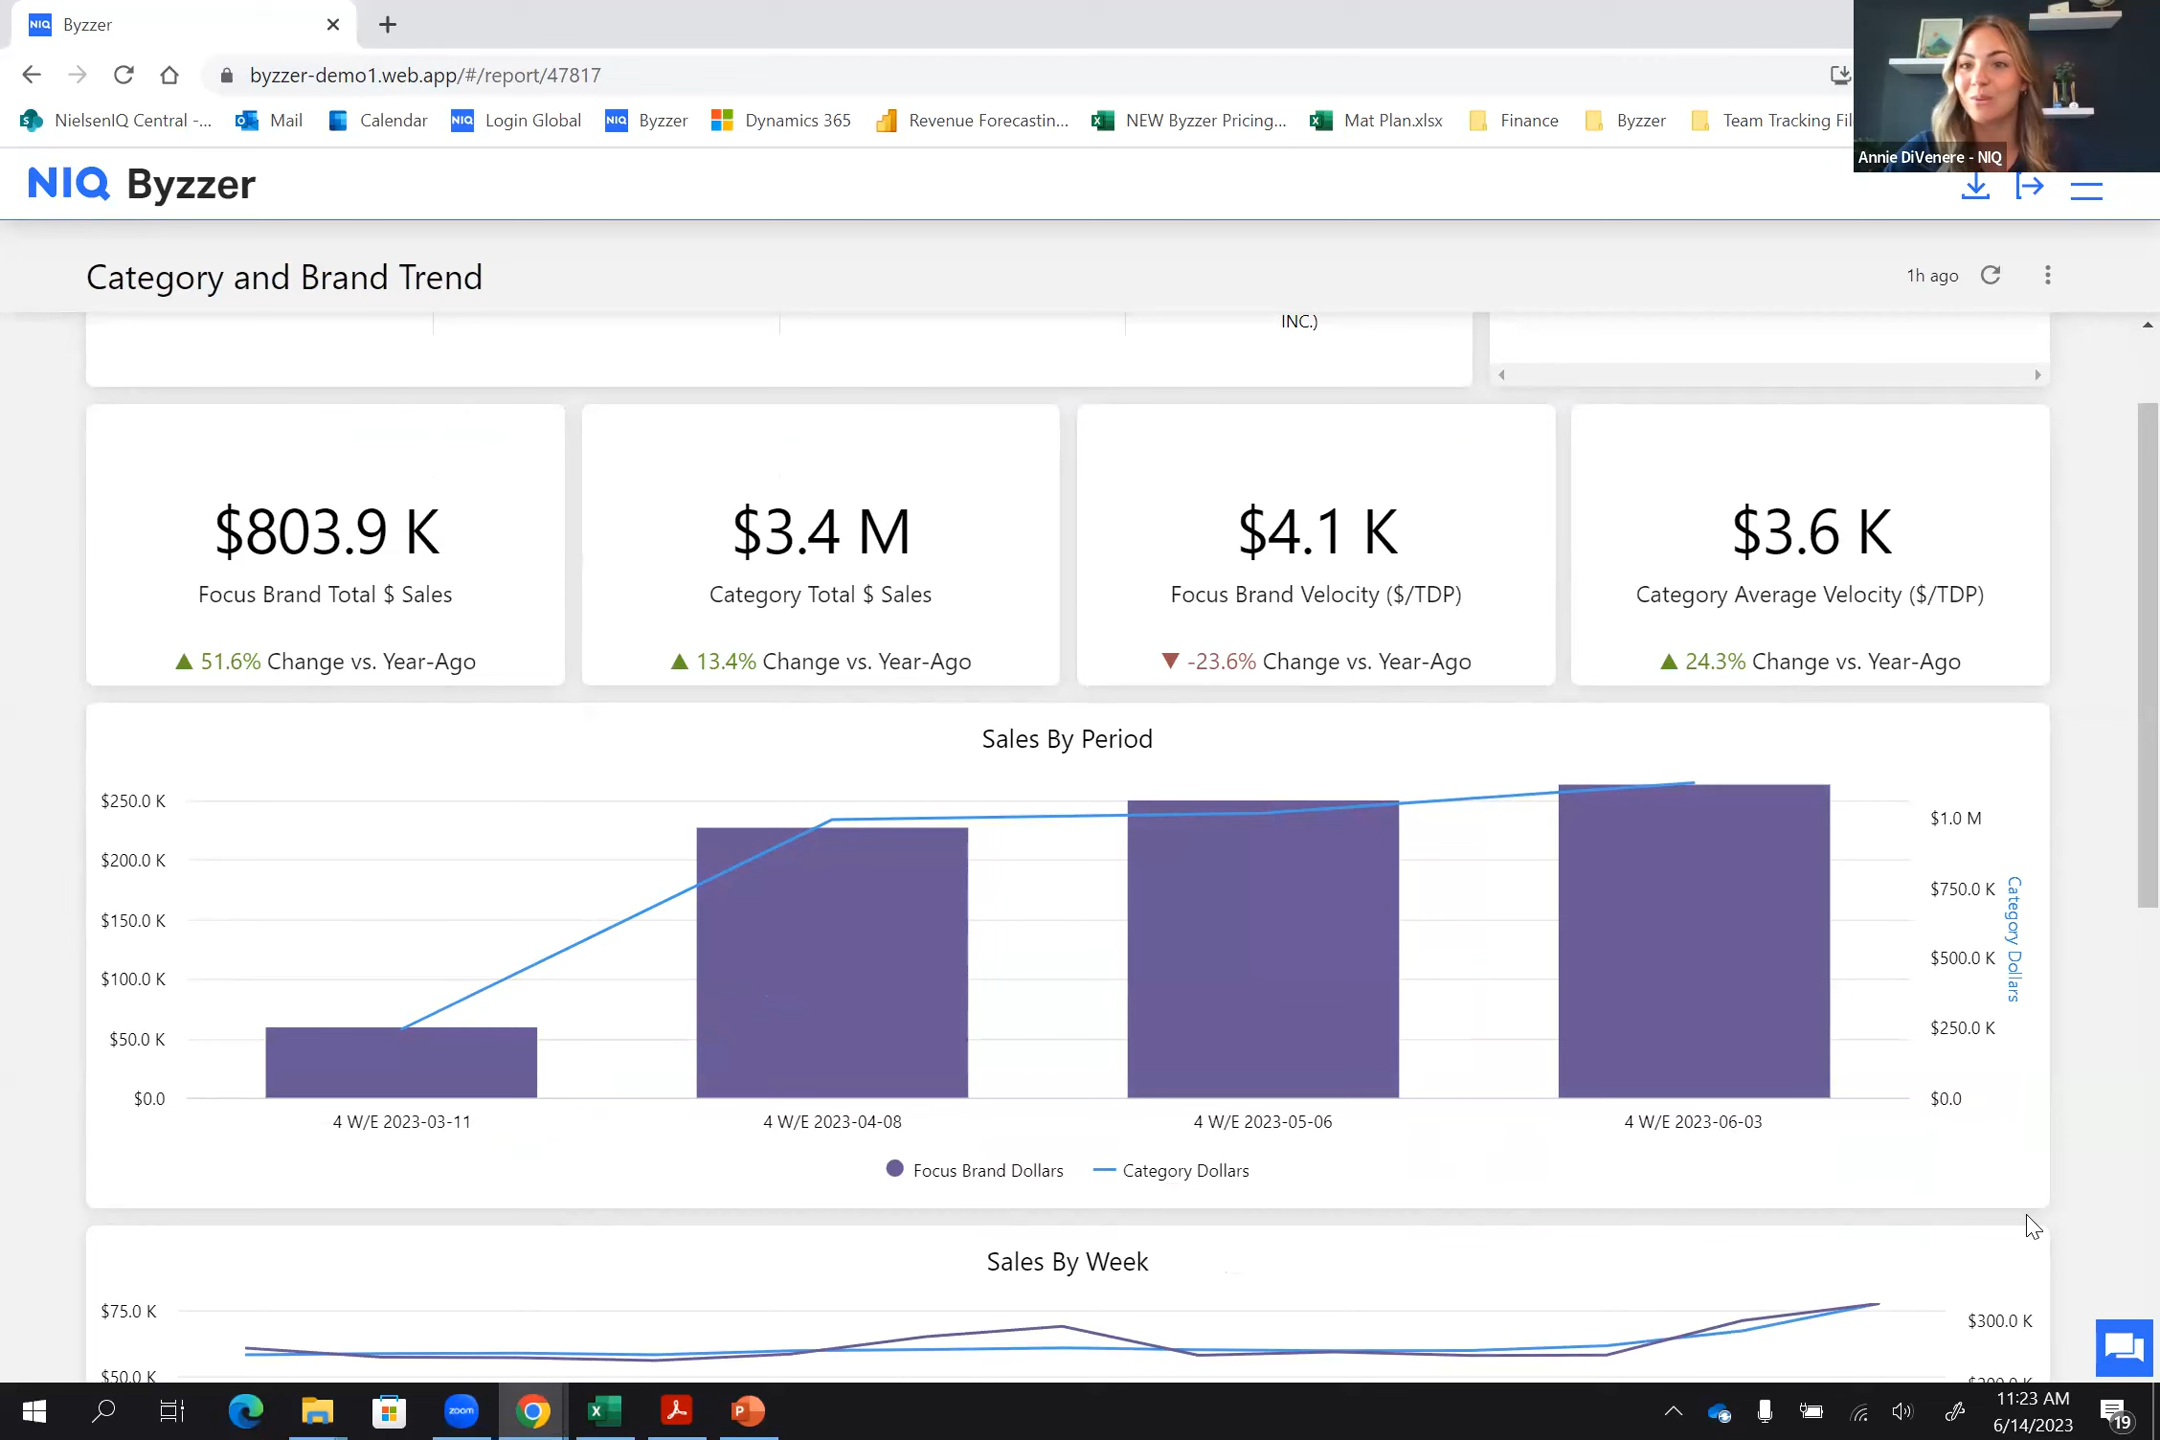 NIQ Byzzer
byzzer-demo1.web.app/#/report/47817
NielsenIQ Central -... Mail Calendar NIQ Login Global NIQ Byzzer Dynamics 365 Revenue Forecastin... NEW Byzzer Pricing... Mat Plan.xlsx Finance Byzzer Team Tracking Fil
Annie DiVenere - NIQ
NIQ Byzzer
Category and Brand Trend
1h ago
INC.)
$803.9 K
Focus Brand Total $ Sales
▲ 51.6% Change vs. Year-Ago
$3.4 M
Category Total $ Sales
▲ 13.4% Change vs. Year-Ago
$4.1 K
Focus Brand Velocity ($/TDP)
▼ -23.6% Change vs. Year-Ago
$3.6 K
Category Average Velocity ($/TDP)
▲ 24.3% Change vs. Year-Ago
Sales By Period
$250.0 K
$200.0 K
$150.0 K
$100.0 K
$50.0 K
$0.0
$1.0 M
$750.0 K
$500.0 K
$250.0 K
$0.0
Category Dollars
4 W/E 2023-03-11
4 W/E 2023-04-08
4 W/E 2023-05-06
4 W/E 2023-06-03
Focus Brand Dollars
Category Dollars
Sales By Week
$75.0 K
$50.0 K
$300.0 K
zoom
11:23 AM
6/14/2023
19